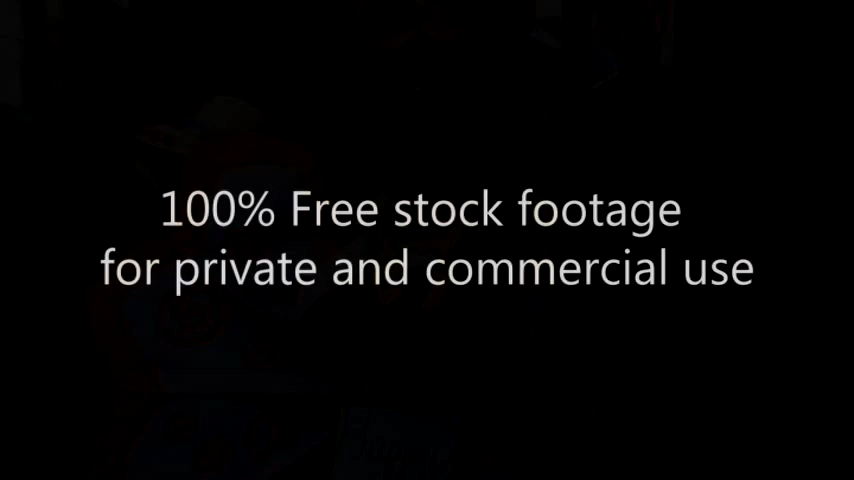 100% Free stock footage
for private and commercial use